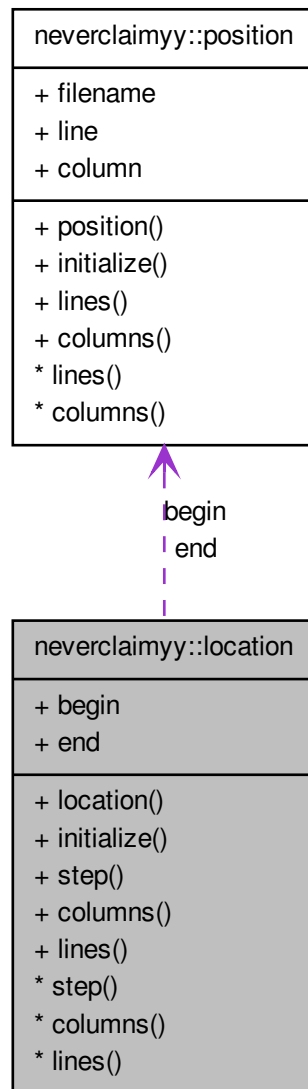 neverclaimyy::position
+ filename
+ line
+ column
+ position()
+ initialize()
+ lines()
+ columns()
* lines()
* columns()
begin
end
neverclaimyy::location
+ begin
+ end
+ location()
+ initialize()
+ step()
+ columns()
+ lines()
* step()
* columns()
* lines()